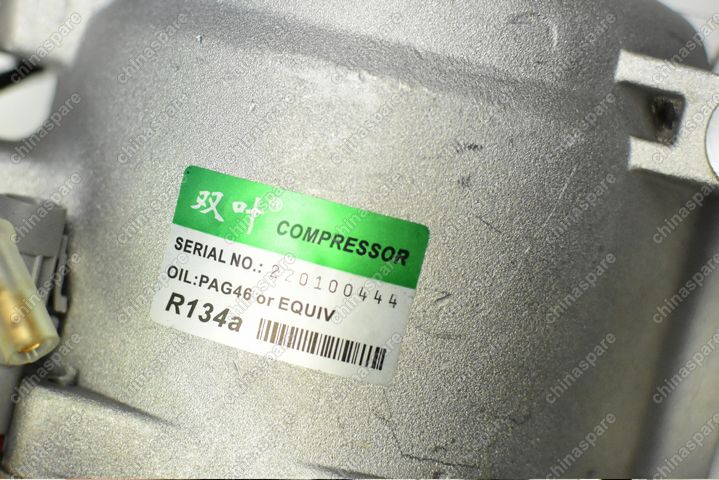 双叶® COMPRESSOR
SERIAL NO.: 220100444
OIL:PAG46 or EQUIV
R134a
chinaspare